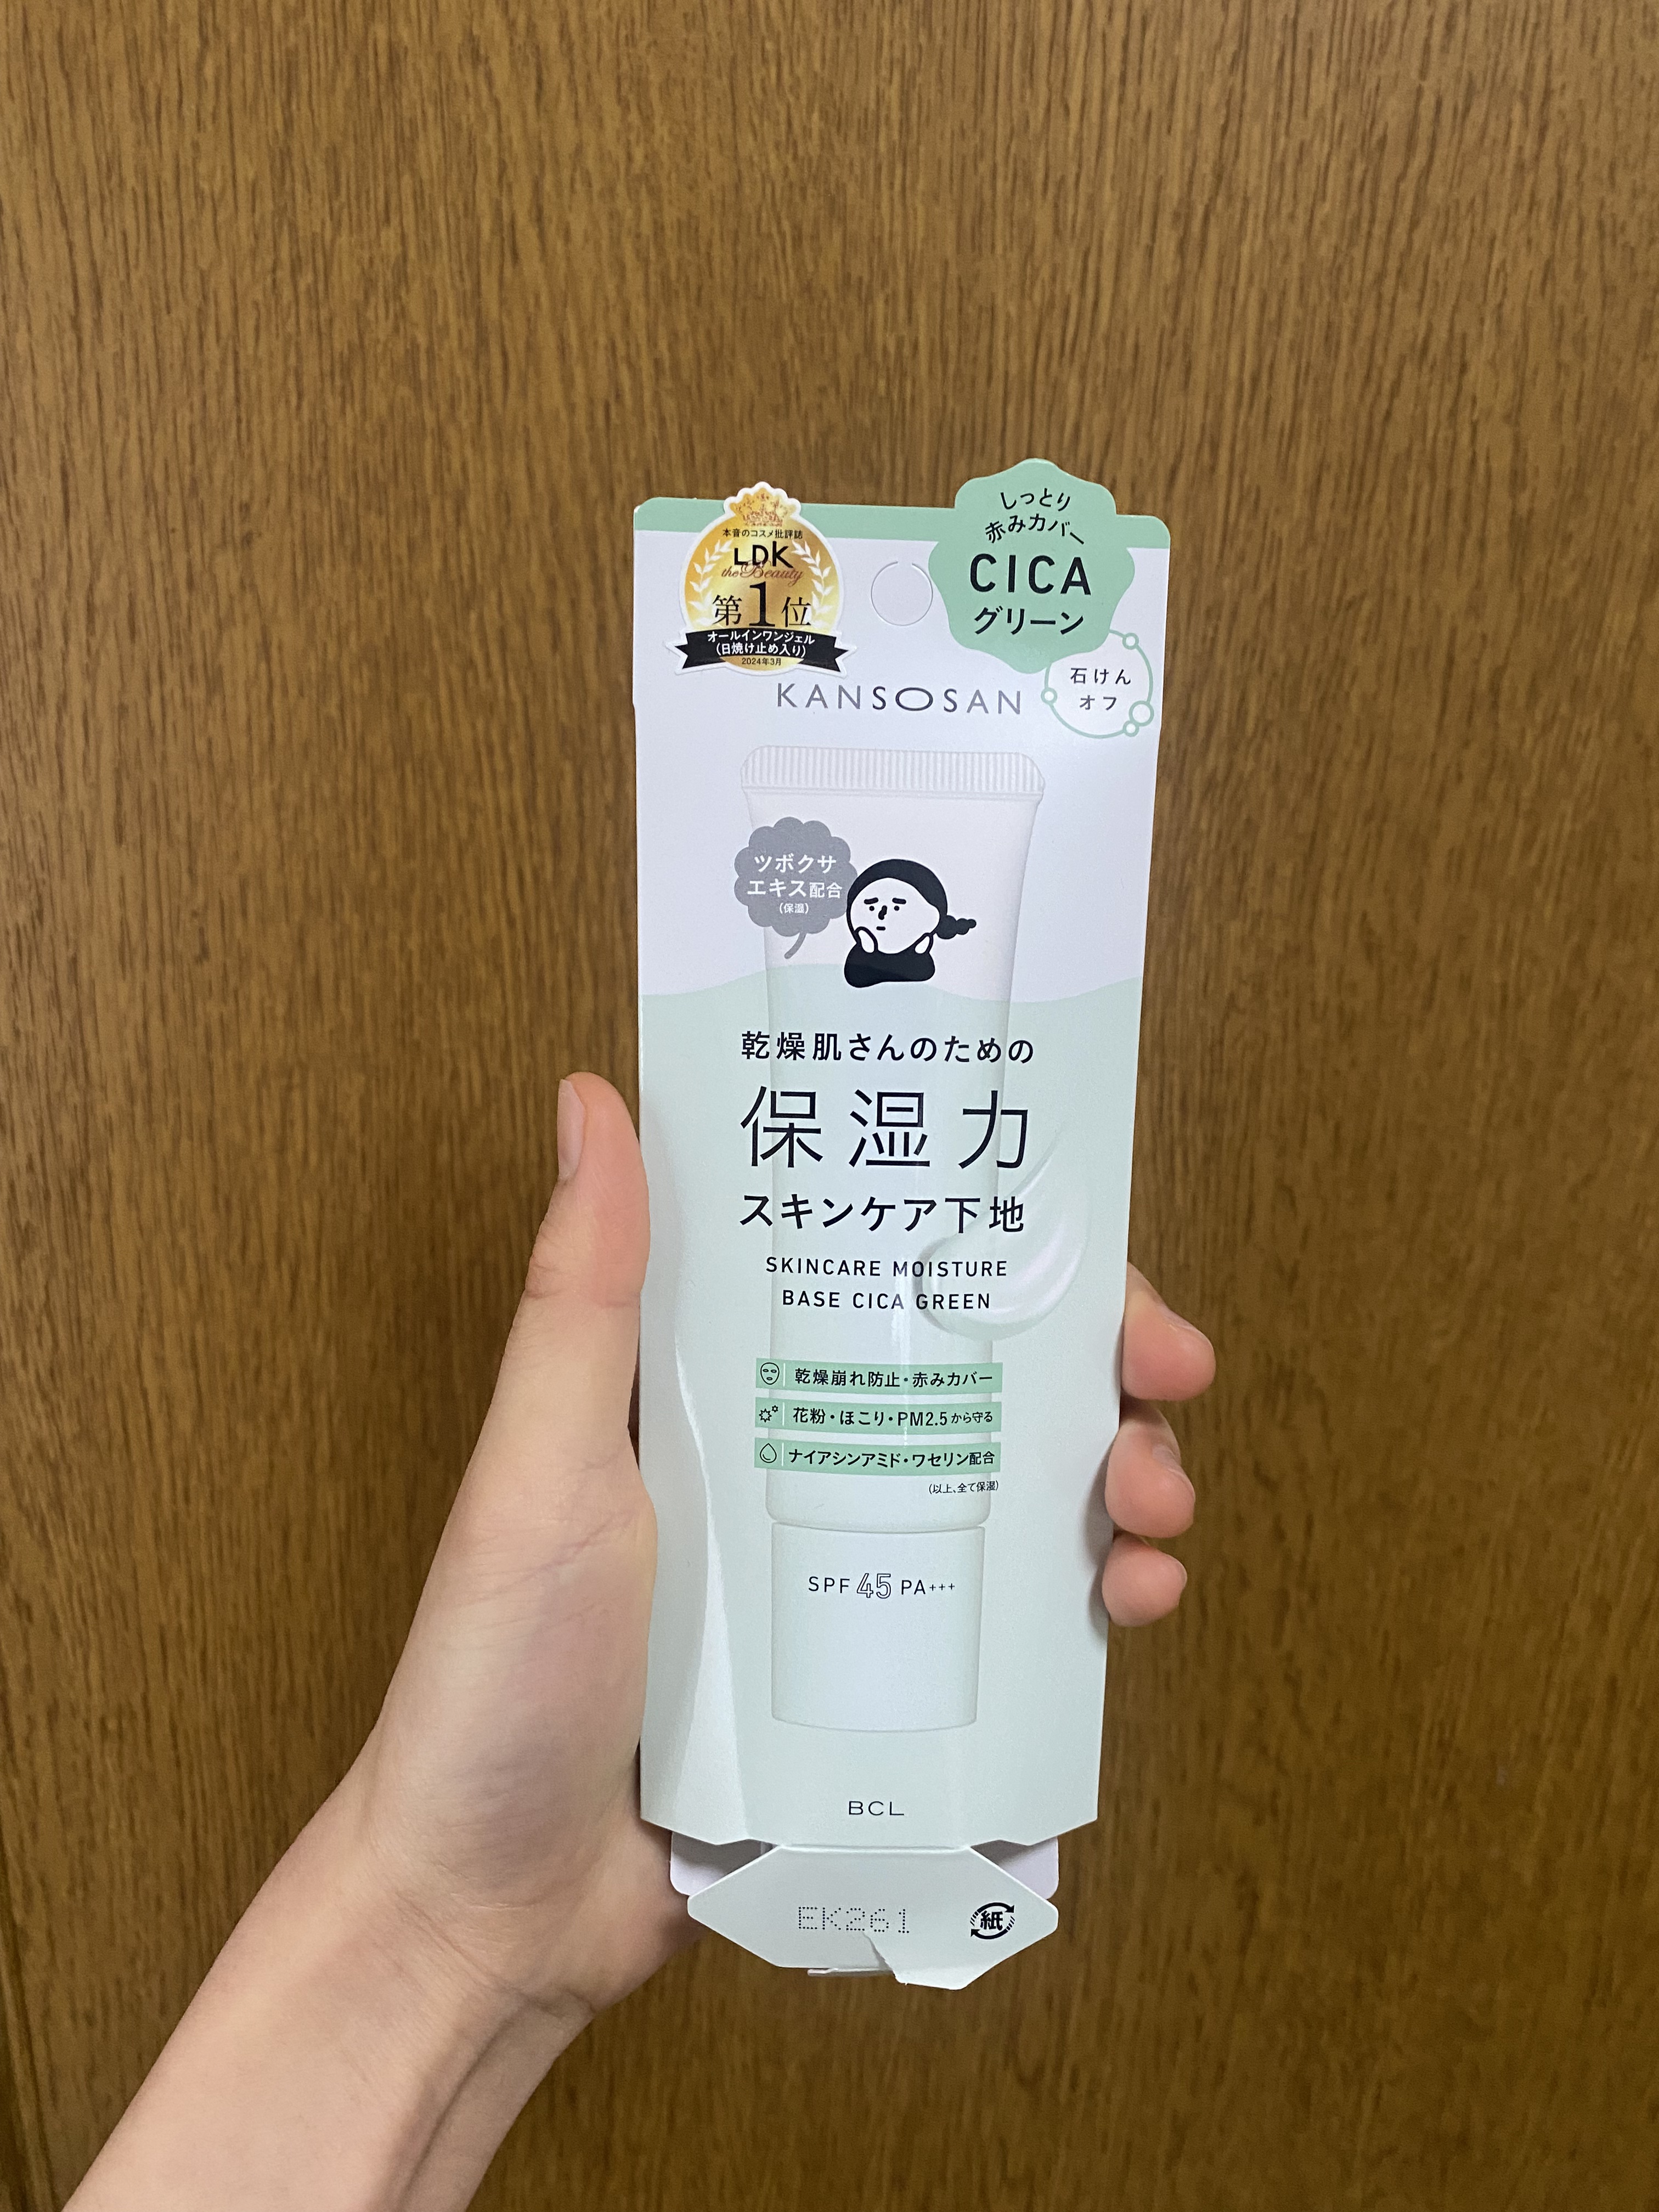 本音のコスメ批評誌
LDK
the Beauty
第1位
オールインワンジェル
(日焼け止め入り)
2024年3月
しっとり
赤みカバー
CICA
グリーン
石けん
オフ
KANSOSAN
ツボクサ
エキス配合
(保湿)
乾燥肌さんのための
保湿力
スキンケア下地
SKINCARE MOISTURE
BASE CICA GREEN
乾燥崩れ防止・赤みカバー
花粉・ほこり・PM2.5から守る
ナイアシンアミド・ワセリン配合
(以上、全て保湿)
SPF45 PA+++
BCL
EK261
紙